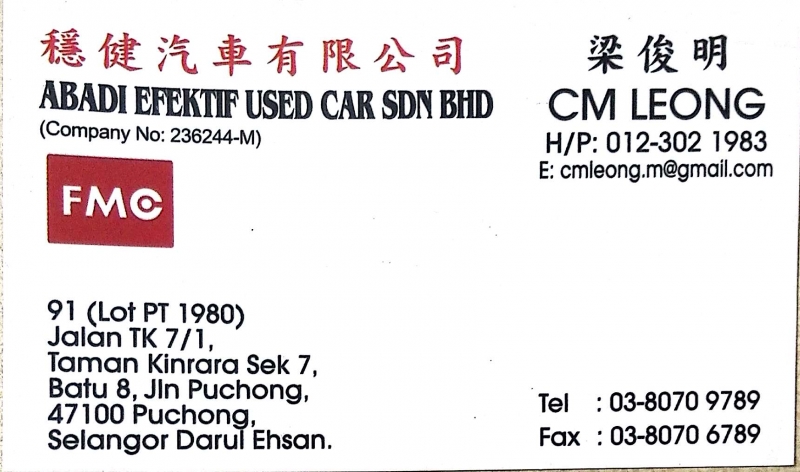 穩健汽車有限公司
ABADI EFEKTIF USED CAR SDN BHD
(Company No: 236244-M)
FMC
梁俊明
CM LEONG
H/P: 012-302 1983
E: cmleong.m@gmail.com
91 (Lot PT 1980)
Jalan TK 7/1,
Taman Kinrara Sek 7,
Batu 8, Jln Puchong,
47100 Puchong,
Selangor Darul Ehsan.
Tel : 03-8070 9789
Fax : 03-8070 6789